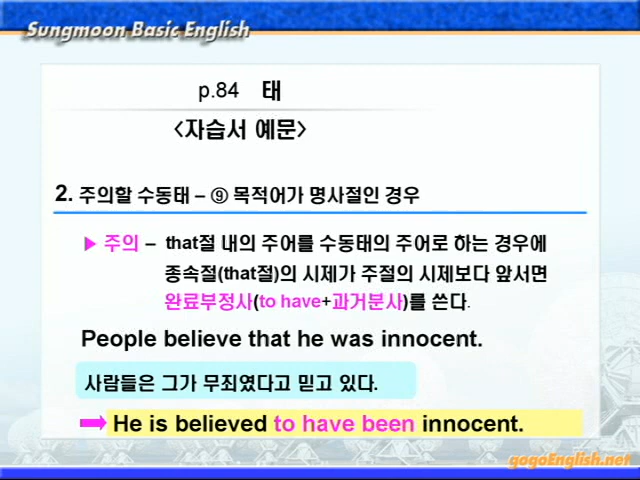 Sungmoon Basic English
p.84 태
<자습서 예문>
2. 주의할 수동태 – ⑨ 목적어가 명사절인 경우
▶ 주의 – that절 내의 주어를 수동태의 주어로 하는 경우에
종속절(that절)의 시제가 주절의 시제보다 앞서면
완료부정사(to have+과거분사)를 쓴다.
People believe that he was innocent.
사람들은 그가 무죄였다고 믿고 있다.
➡ He is believed to have been innocent.
gogoEnglish.net